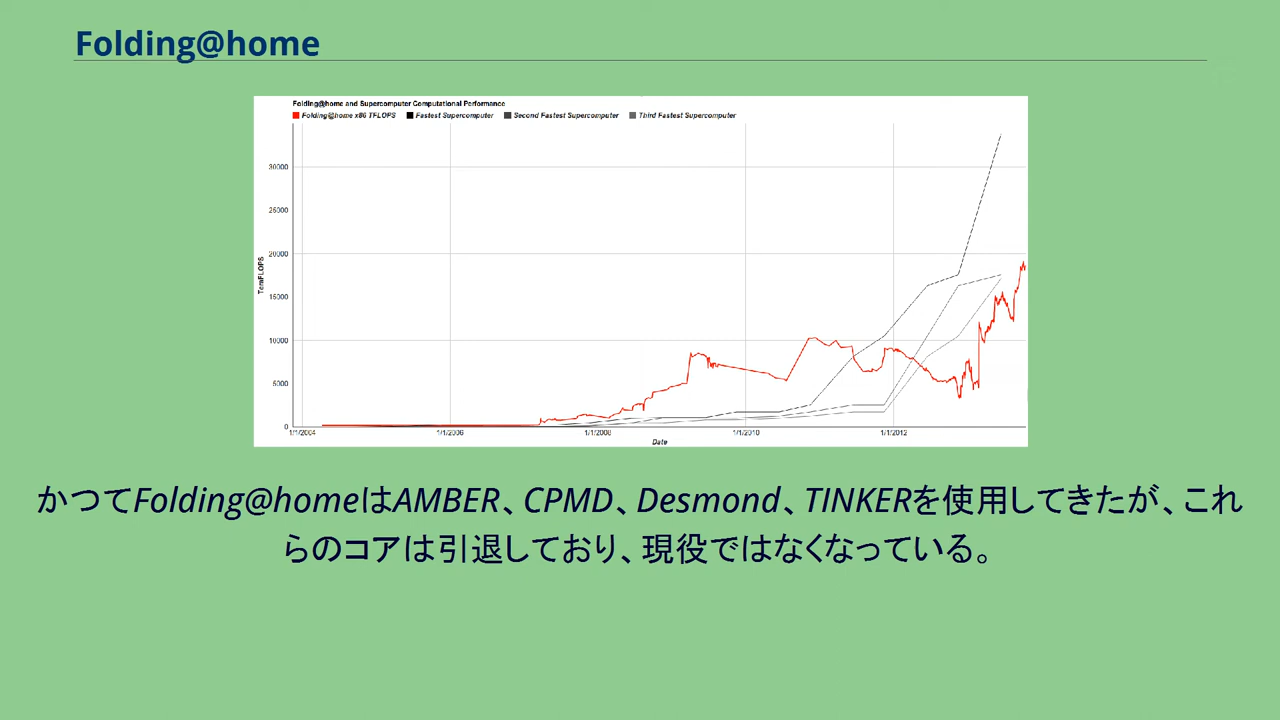 Folding@home
Folding@home and Supercomputer Computational Performance
Folding@home x86 TFLOPS Fastest Supercomputer Second Fastest Supercomputer Third Fastest Supercomputer
30000
25000
20000
15000
10000
5000
0
TeraFLOPS
1/1/2004 1/1/2006 1/1/2008 1/1/2010 1/1/2012
Date
かつてFolding@homeはAMBER、CPMD、Desmond、TINKERを使用してきたが、これ
らのコアは引退しており、現役ではなくなっている。